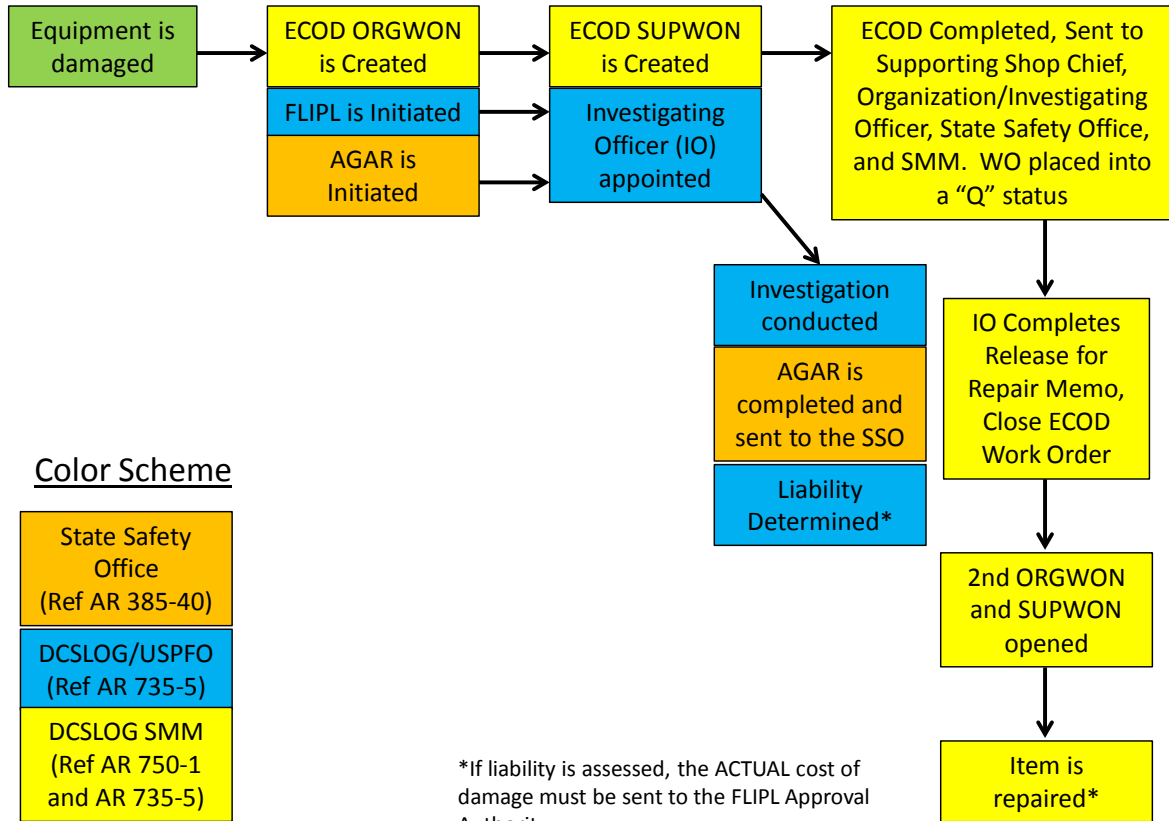 Equipment is
damaged
ECOD ORGWON
is Created
FLIPL is Initiated
AGAR is
Initiated
ECOD SUPWON
is Created
Investigating
Officer (IO)
appointed
ECOD Completed, Sent to
Supporting Shop Chief,
Organization/Investigating
Officer, State Safety Office,
and SMM.  WO placed into
a “Q” status
Investigation
conducted
AGAR is
completed and
sent to the SSO
Liability
Determined*
IO Completes
Release for
Repair Memo,
Close ECOD
Work Order
2nd ORGWON
and SUPWON
opened
Item is
repaired*
Color Scheme
State Safety
Office
(Ref AR 385-40)
DCSLOG/USPFO
(Ref AR 735-5)
DCSLOG SMM
(Ref AR 750-1
and AR 735-5)
*If liability is assessed, the ACTUAL cost of
damage must be sent to the FLIPL Approval